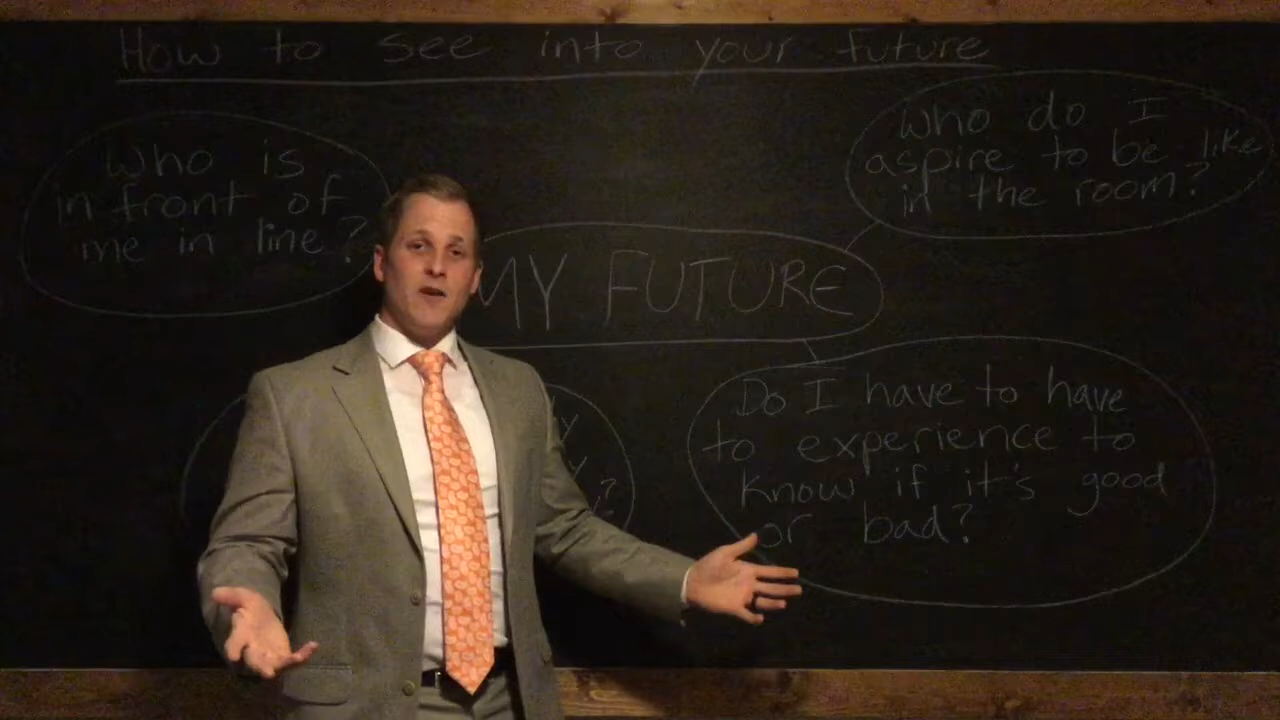 How to see into your future
Who is
in front of
me in line?
MY FUTURE
Who do I
aspire to be like
in the room?
Do I have to have
to experience to
know if it's good
or bad?